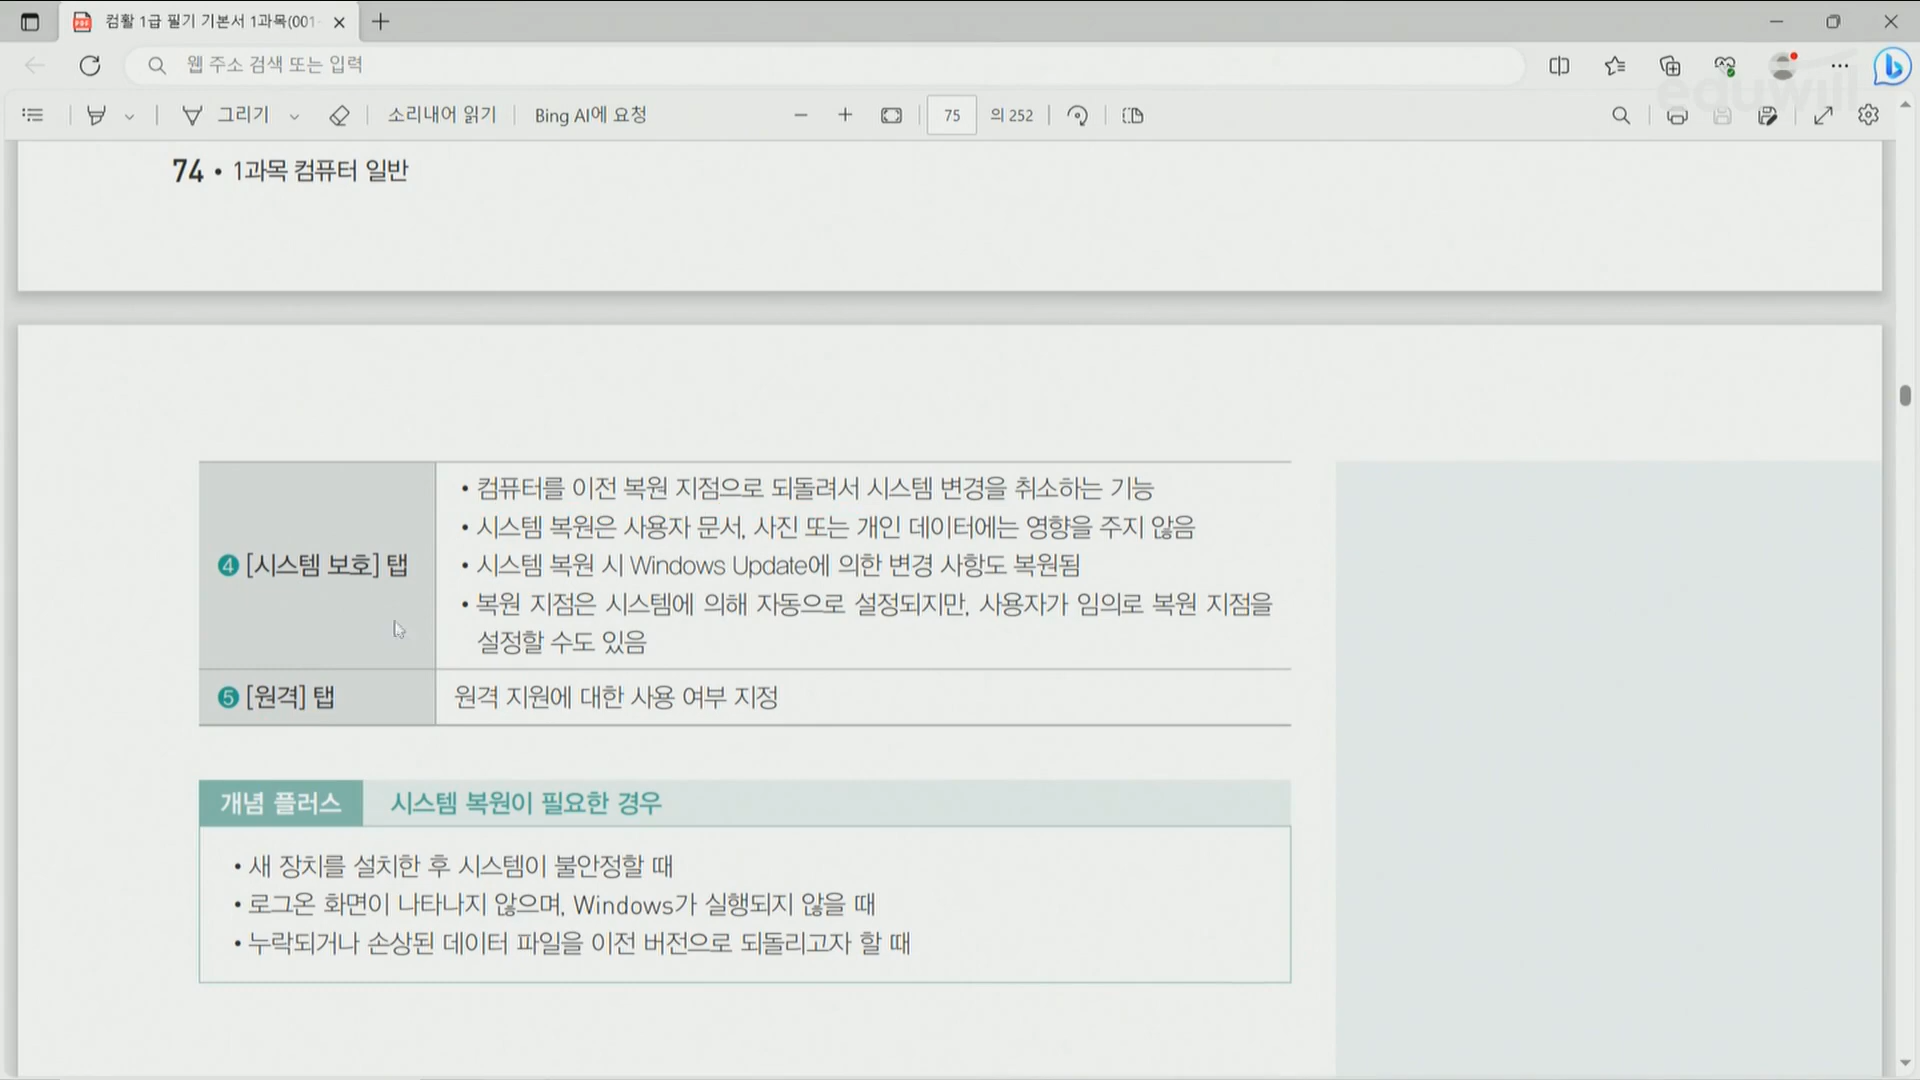 컴활 1급 필기 기본서 1과목(001-
웹 주소 검색 또는 입력
eduwill
그리기
소리내어 읽기
Bing AI에 요청
75 의 252
74 • 1과목 컴퓨터 일반
❹ [시스템 보호] 탭
• 컴퓨터를 이전 복원 지점으로 되돌려서 시스템 변경을 취소하는 기능
• 시스템 복원은 사용자 문서, 사진 또는 개인 데이터에는 영향을 주지 않음
• 시스템 복원 시 Windows Update에 의한 변경 사항도 복원됨
• 복원 지점은 시스템에 의해 자동으로 설정되지만, 사용자가 임의로 복원 지점을
설정할 수도 있음
❺ [원격] 탭
원격 지원에 대한 사용 여부 지정
개념 플러스 시스템 복원이 필요한 경우
• 새 장치를 설치한 후 시스템이 불안정할 때
• 로그온 화면이 나타나지 않으며, Windows가 실행되지 않을 때
• 누락되거나 손상된 데이터 파일을 이전 버전으로 되돌리고자 할 때